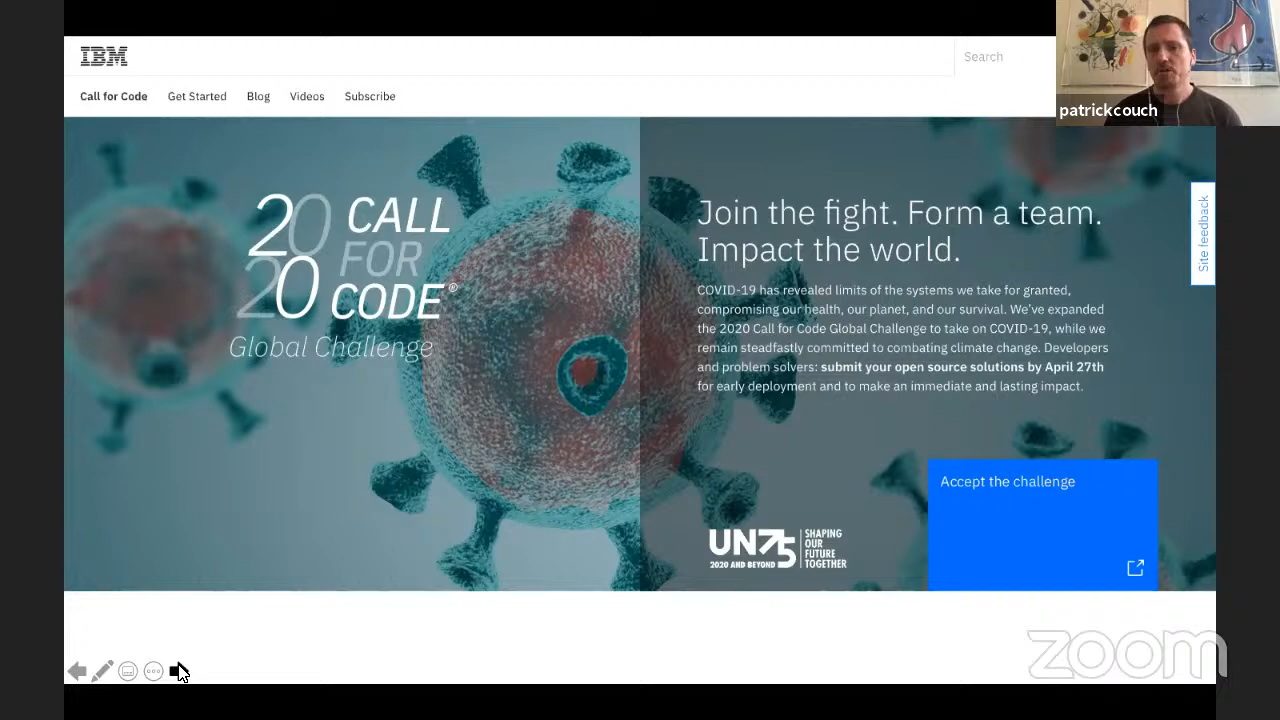 IBM
Search
Call for Code
Get Started
Blog
Videos
Subscribe
patrickcouch
2020 CALL
FOR
CODE®
Global Challenge
Join the fight. Form a team.
Impact the world.
COVID-19 has revealed limits of the systems we take for granted,
compromising our health, our planet, and our survival. We've expanded
the 2020 Call for Code Global Challenge to take on COVID-19, while we
remain steadfastly committed to combating climate change. Developers
and problem solvers: submit your open source solutions by April 27th
for early deployment and to make an immediate and lasting impact.
Site feedback
Accept the challenge
UN75
2020 AND BEYOND
SHAPING
OUR
FUTURE
TOGETHER
zoom